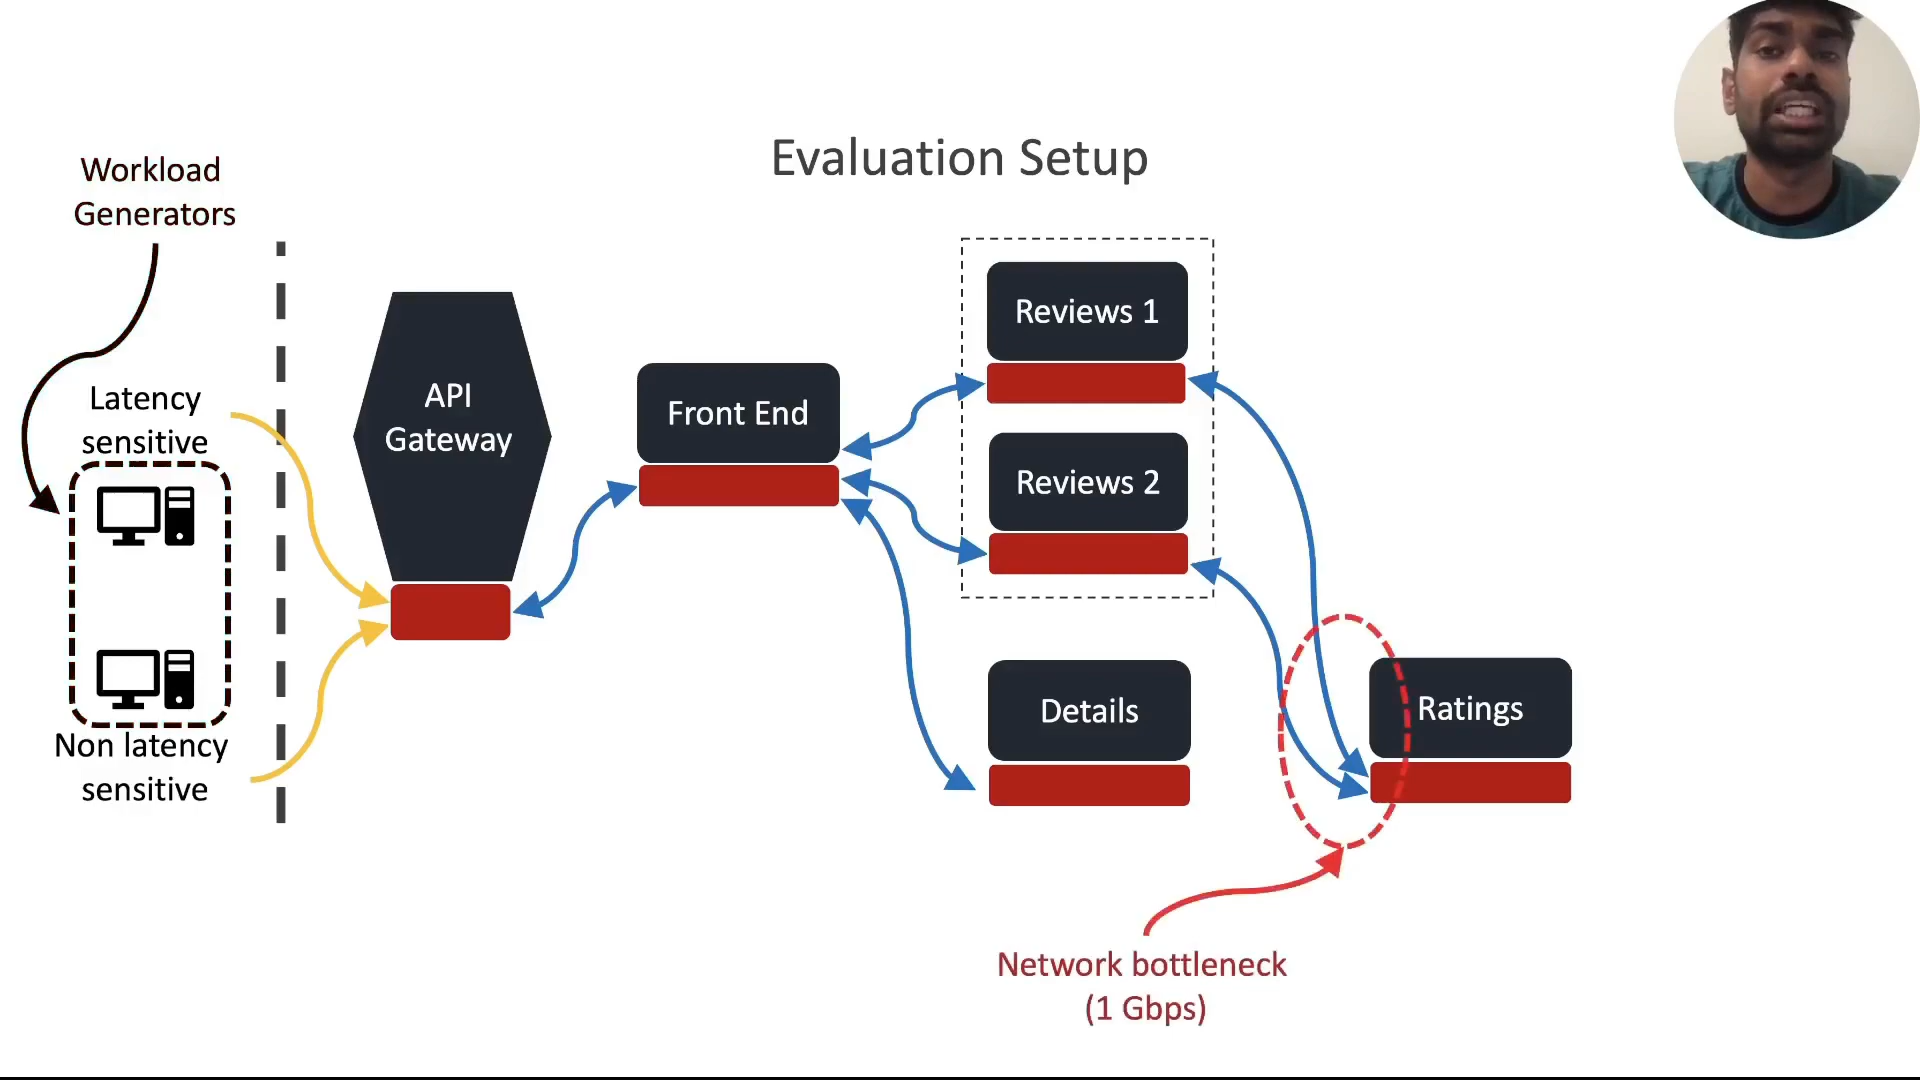 Evaluation Setup
Workload
Generators
Latency
sensitive
Non latency
sensitive
API
Gateway
Front End
Reviews 1
Reviews 2
Details
Ratings
Network bottleneck
(1 Gbps)